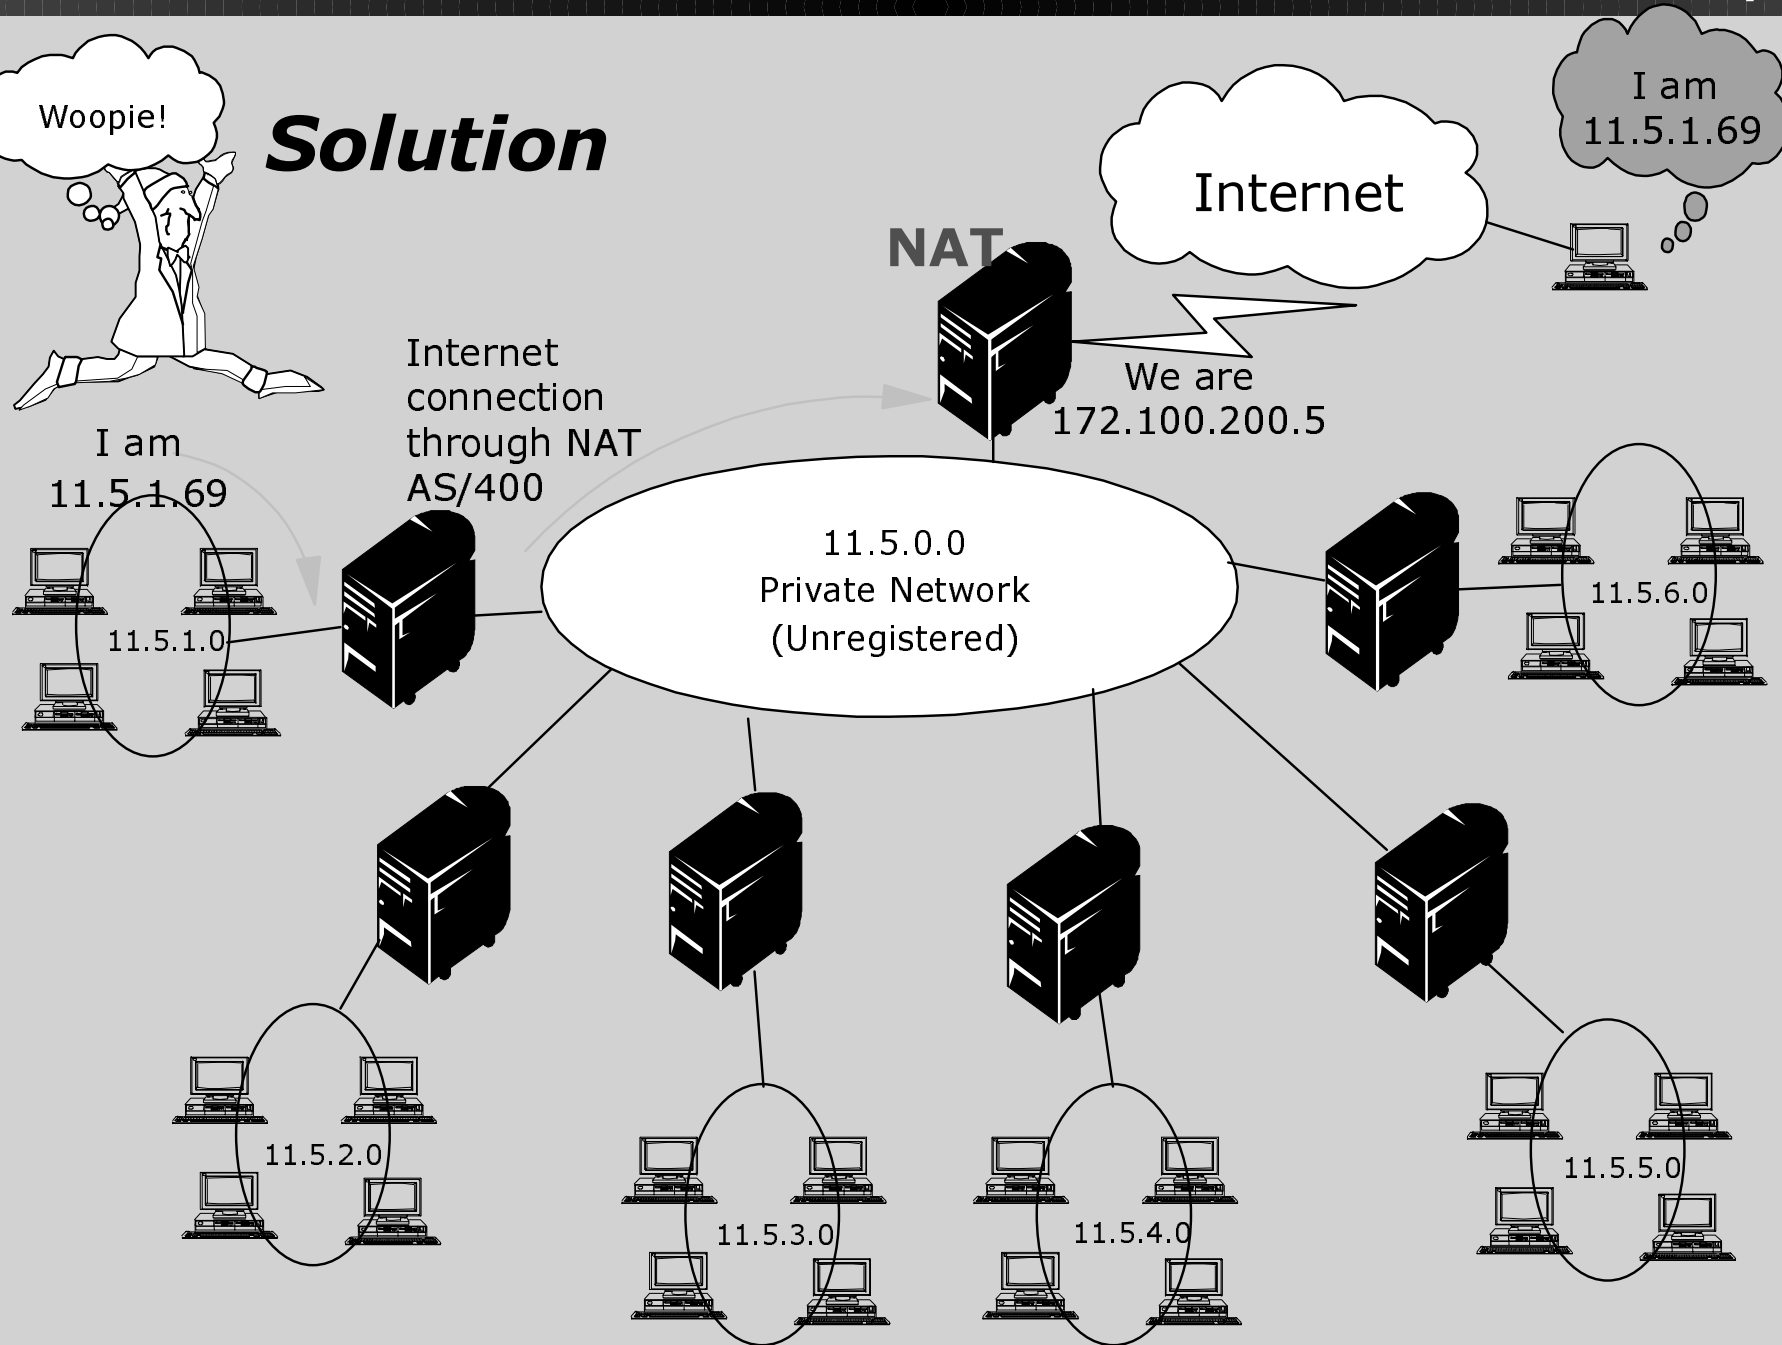 Woopie!
Solution
I am
11.5.1.69
Internet
NAT
We are
172.100.200.5
Internet
connection
through NAT
AS/400
I am
11.5.1.69
11.5.0.0
Private Network
(Unregistered)
11.5.1.0
11.5.6.0
11.5.2.0
11.5.3.0
11.5.4.0
11.5.5.0